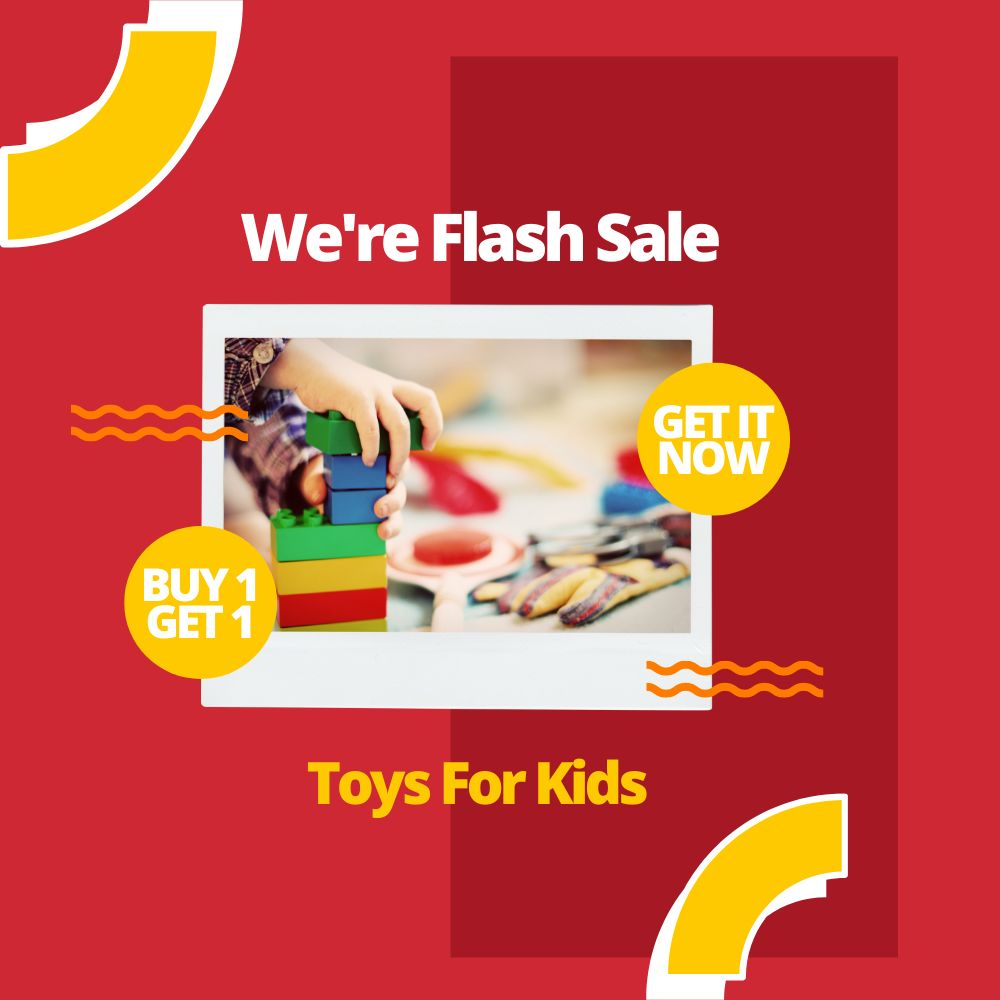 We're Flash Sale
GET IT
NOW
BUY 1
GET 1
Toys For Kids